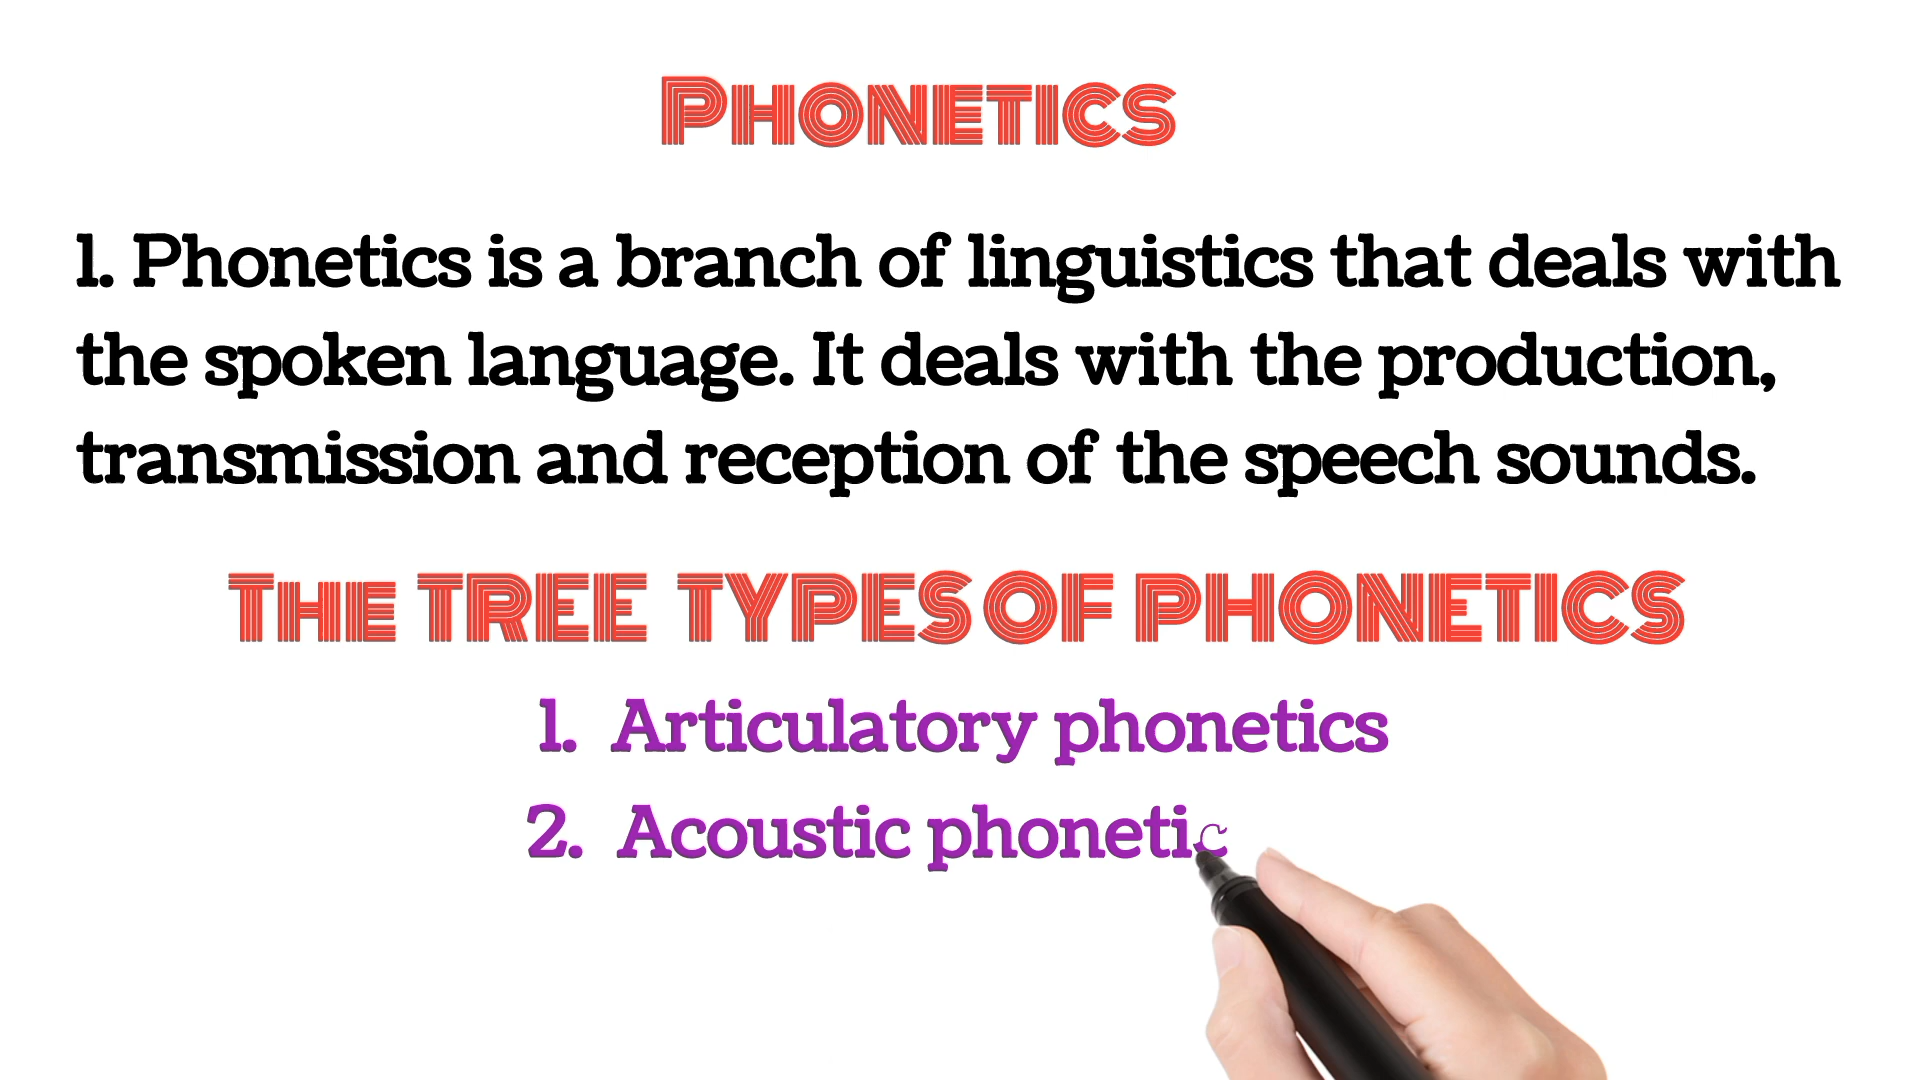 Phonetics
1. Phonetics is a branch of linguistics that deals with
the spoken language. It deals with the production,
transmission and reception of the speech sounds.
The TREE TYPES OF PHONETICS
1. Articulatory phonetics
2. Acoustic phonetic